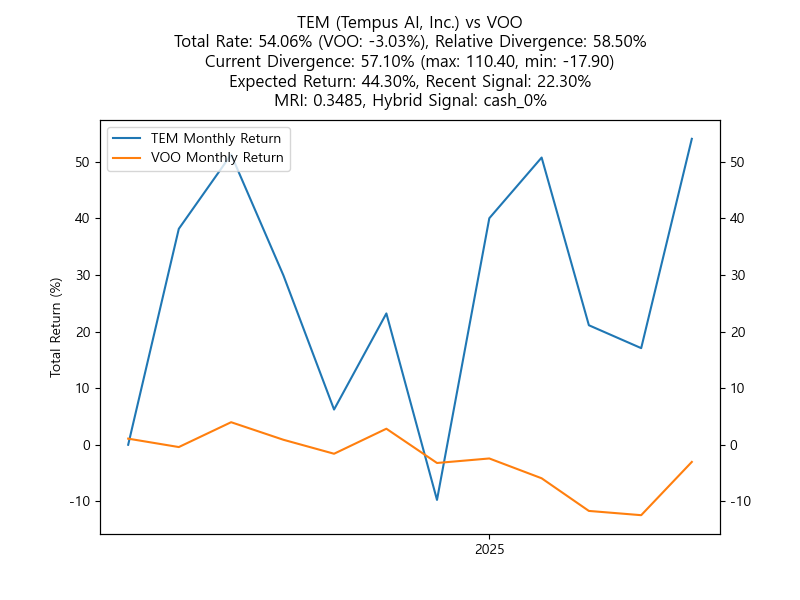 TEM (Tempus AI, Inc.) vs VOO
Total Rate: 54.06% (VOO: -3.03%), Relative Divergence: 58.50%
Current Divergence: 57.10% (max: 110.40, min: -17.90)
Expected Return: 44.30%, Recent Signal: 22.30%
MRI: 0.3485, Hybrid Signal: cash_0%
TEM Monthly Return
VOO Monthly Return
Total Return (%)
50
40
30
20
10
0
-10
50
40
30
20
10
0
-10
2025